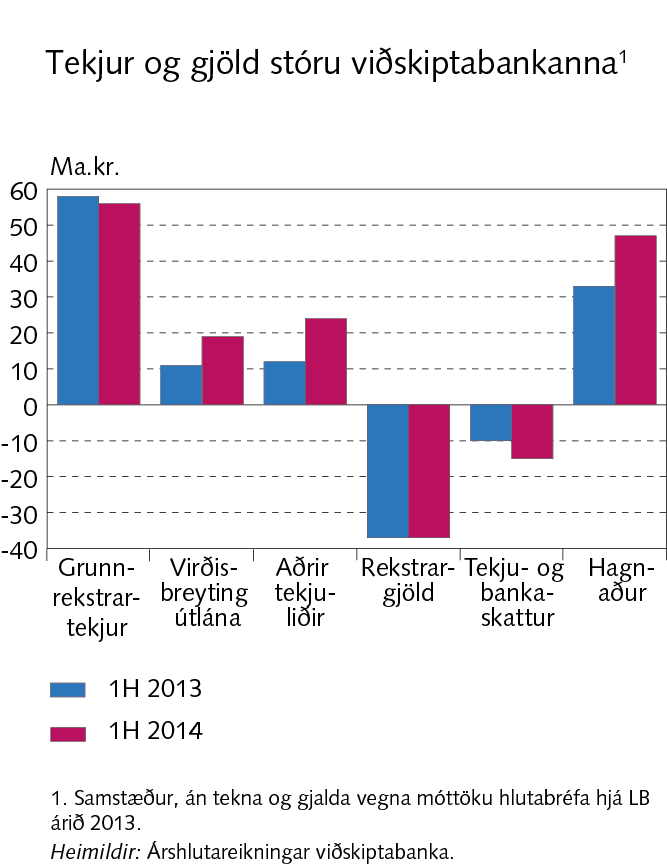 Tekjur og gjöld stóru viðskiptabankanna¹
Ma.kr.
60
50
40
30
20
10
0
-10
-20
-30
-40
Grunn-
rekstrar-
tekjur
Virðis-
breyting
útlána
Aðrir
tekju-
liðir
Rekstrar-
gjöld
Tekju- og
banka-
skattur
Hagn-
aður
1H 2013
1H 2014
1. Samstæður, án tekna og gjalda vegna móttöku hlutabréfa hjá LB
árið 2013.
Heimildir: Árshlutareikningar viðskiptabanka.